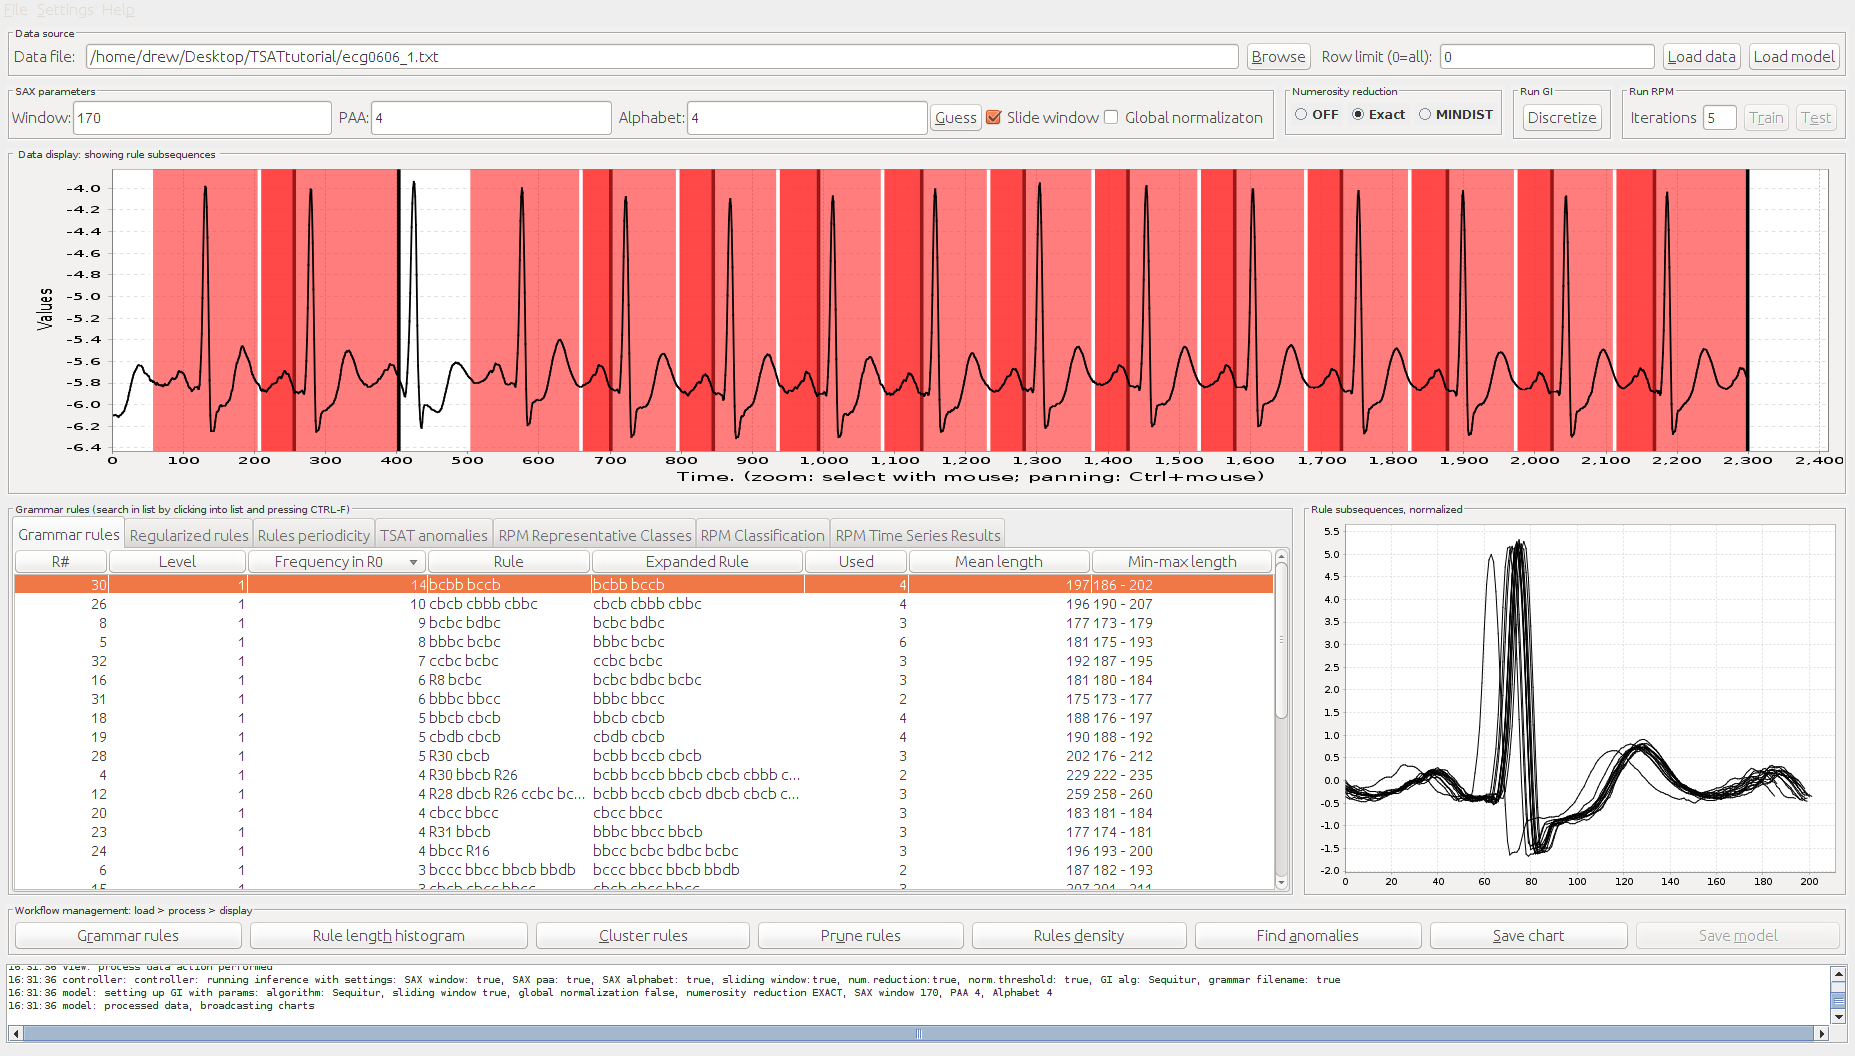 File Settings Help
Data source
Data file: /home/drew/Desktop/TSATtutorial/ecg0606_1.txt Browse Row limit (0=all): 0 Load data Load model
SAX parameters Numerosity reduction Run GI Run RPM
Window: 170 PAA: 4 Alphabet: 4 Guess Slide window Global normalizaton OFF Exact MINDIST Discretize Iterations 5 Train Test
Data display: showing rule subsequences
Values
-4.0
-4.2
-4.4
-4.6
-4.8
-5.0
-5.2
-5.4
-5.6
-5.8
-6.0
-6.2
-6.4
0 100 200 300 400 500 600 700 800 900 1,000 1,100 1,200 1,300 1,400 1,500 1,600 1,700 1,800 1,900 2,000 2,100 2,200 2,300 2,400
Time. (zoom: select with mouse; panning: Ctrl+mouse)
Grammar rules (search in list by clicking into list and pressing CTRL-F)
Grammar rules Regularized rules Rules periodicity TSAT anomalies RPM Representative Classes RPM Classification RPM Time Series Results
R# Level Frequency in R0 Rule Expanded Rule Used Mean length Min-max length
30 1 14 bcbb bccb bcbb bccb 4 197 186 - 202
26 1 10 cbcb cbbb cbbc cbcb cbbb cbbc 4 196 190 - 207
8 1 9 bcbc bdbc bcbc bdbc 3 177 173 - 179
5 1 8 bbbc bcbc bbbc bcbc 6 181 175 - 193
32 1 7 ccbc bcbc ccbc bcbc 3 192 187 - 195
16 1 6 R8 bcbc bcbc bdbc bcbc 3 181 180 - 184
31 1 6 bbbc bbcc bbbc bbcc 2 175 173 - 177
18 1 5 bbcb cbcb bbcb cbcb 4 188 176 - 197
19 1 5 cbdb cbcb cbdb cbcb 4 190 188 - 192
28 1 5 R30 cbcb bcbb bccb cbcb 3 202 176 - 212
4 1 4 R30 bbcb R26 bcbb bccb bbcb cbcb cbbb c... 2 229 222 - 235
12 1 4 R28 dbcb R26 ccbc bc... bcbb bccb cbcb dbcb cbcb c... 3 259 258 - 260
20 1 4 cbcc bbcc cbcc bbcc 3 183 181 - 184
23 1 4 R31 bbcb bbbc bbcc bbcb 3 177 174 - 181
24 1 4 bbcc R16 bbcc bcbc bdbc bcbc 3 196 193 - 200
6 1 3 bccc bbcc bbcb bbdb bccc bbcc bbcb bbdb 2 187 182 - 193
15 1 3 cbcb cbcc bbcc cbcb cbcc bbcc 3 207 201 - 211
Rule subsequences, normalized
5.5
5.0
4.5
4.0
3.5
3.0
2.5
2.0
1.5
1.0
0.5
0.0
-0.5
-1.0
-1.5
-2.0
0 20 40 60 80 100 120 140 160 180 200
Workflow management: load > process > display
Grammar rules Rule length histogram Cluster rules Prune rules Rules density Find anomalies Save chart Save model
16:31:36 view: process data action performed
16:31:36 controller: controller: running inference with settings: SAX window: true, SAX paa: true, SAX alphabet: true, sliding window:true, num.reduction:true, norm.threshold: true, GI alg: Sequitur, grammar filename: true
16:31:36 model: setting up GI with params: algorithm: Sequitur, sliding window true, global normalization false, numerosity reduction EXACT, SAX window 170, PAA 4, Alphabet 4
16:31:36 model: processed data, broadcasting charts